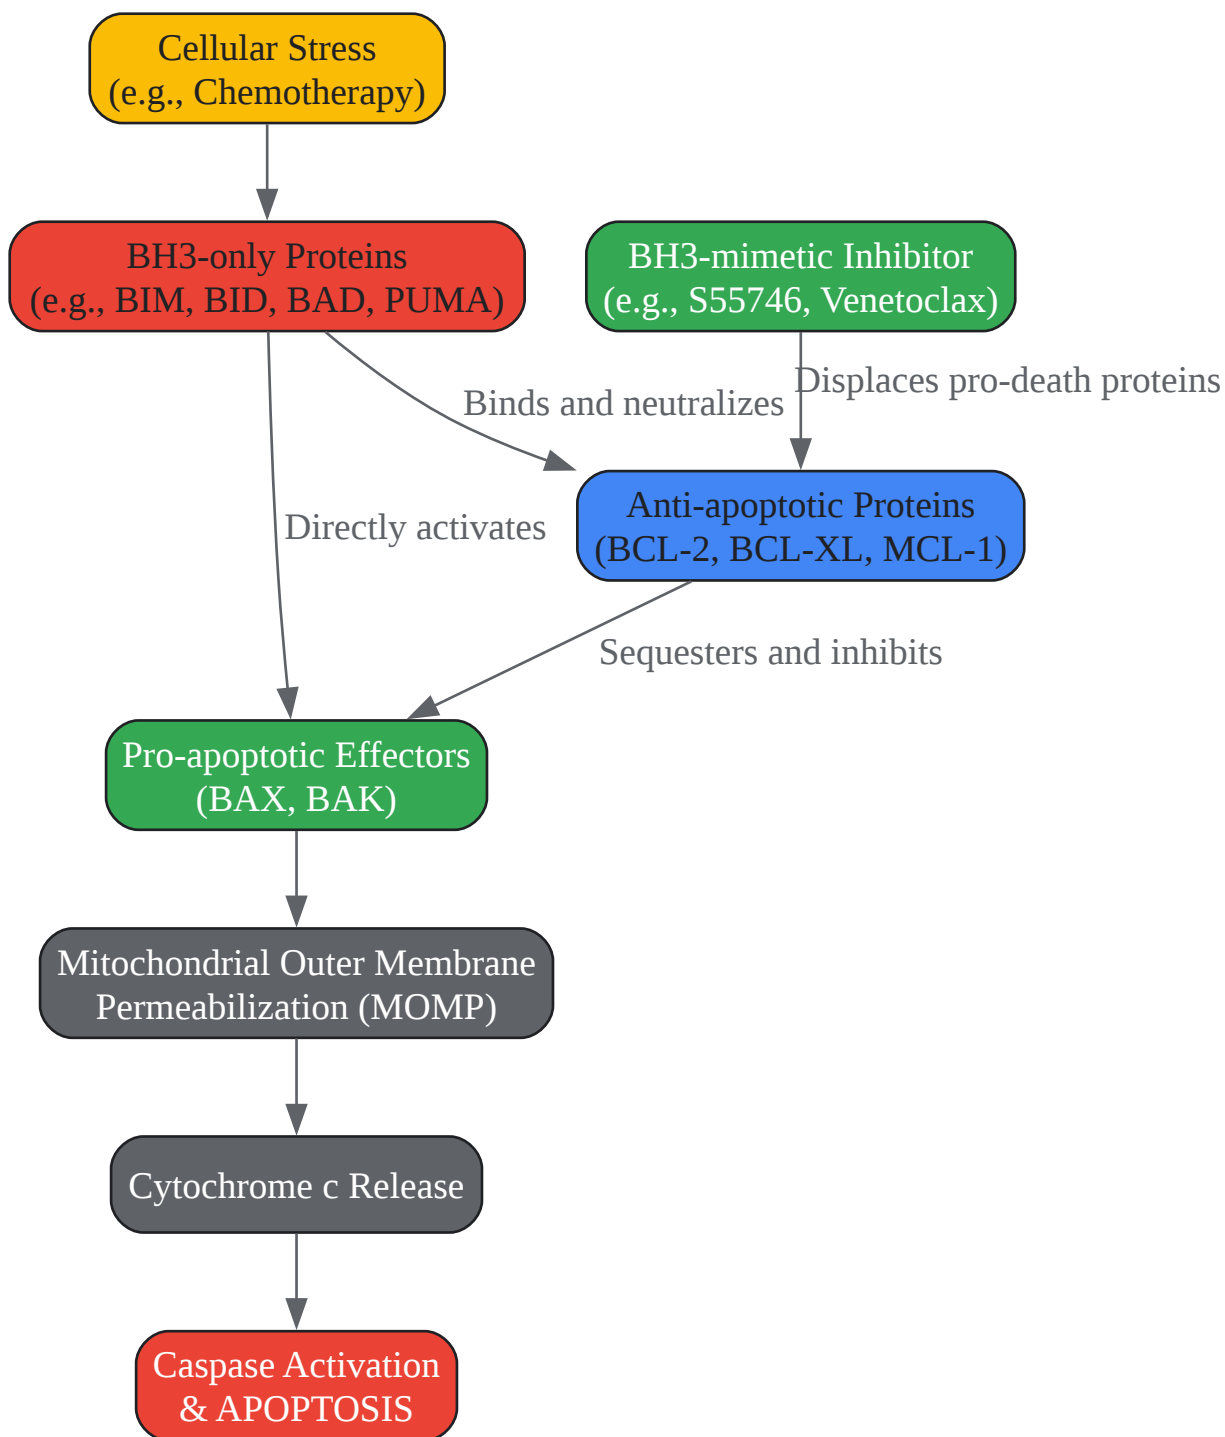 Cellular Stress
(e.g., Chemotherapy)
BH3-only Proteins
(e.g., BIM, BID, BAD, PUMA)
BH3-mimetic Inhibitor
(e.g., S55746, Venetoclax)
Displaces pro-death proteins
Binds and neutralizes
Anti-apoptotic Proteins
(BCL-2, BCL-XL, MCL-1)
Directly activates
Sequesters and inhibits
Pro-apoptotic Effectors
(BAX, BAK)
Mitochondrial Outer Membrane
Permeabilization (MOMP)
Cytochrome c Release
Caspase Activation
& APOPTOSIS